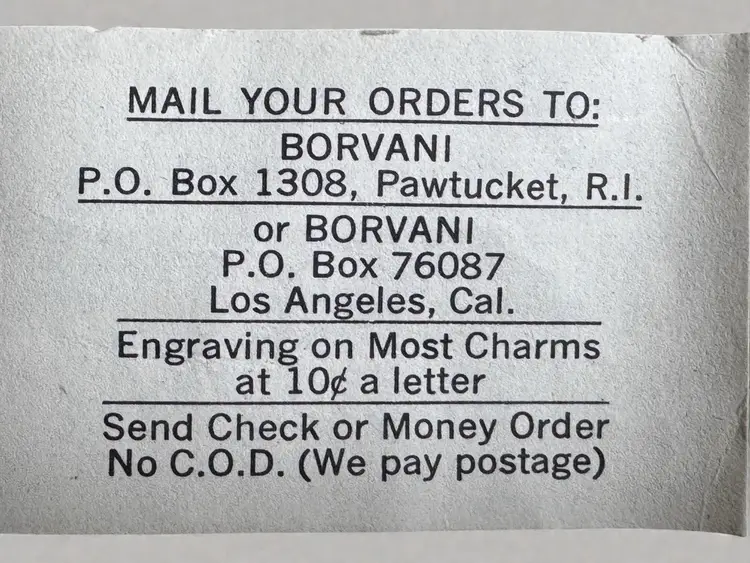 MAIL YOUR ORDERS TO:
BORVANI
P.O. Box 1308, Pawtucket, R.I.
or BORVANI
P.O. Box 76087
Los Angeles, Cal.
Engraving on Most Charms
at 10¢ a letter
Send Check or Money Order
No C.O.D. (We pay postage)